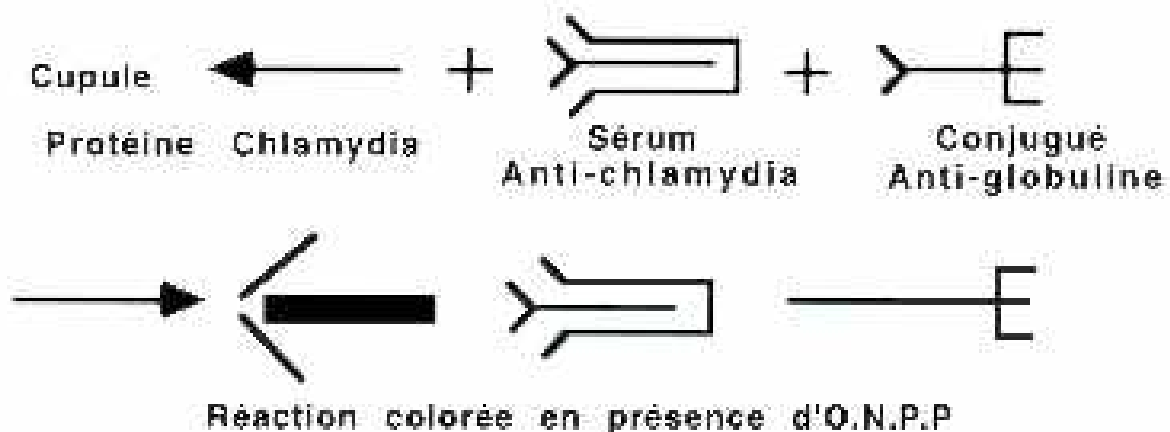 Cupule
Protéine Chlamydia
Sérum
Anti-chlamydia
Conjugué
Anti-globuline
Réaction colorée en présence d'O.N.P.P